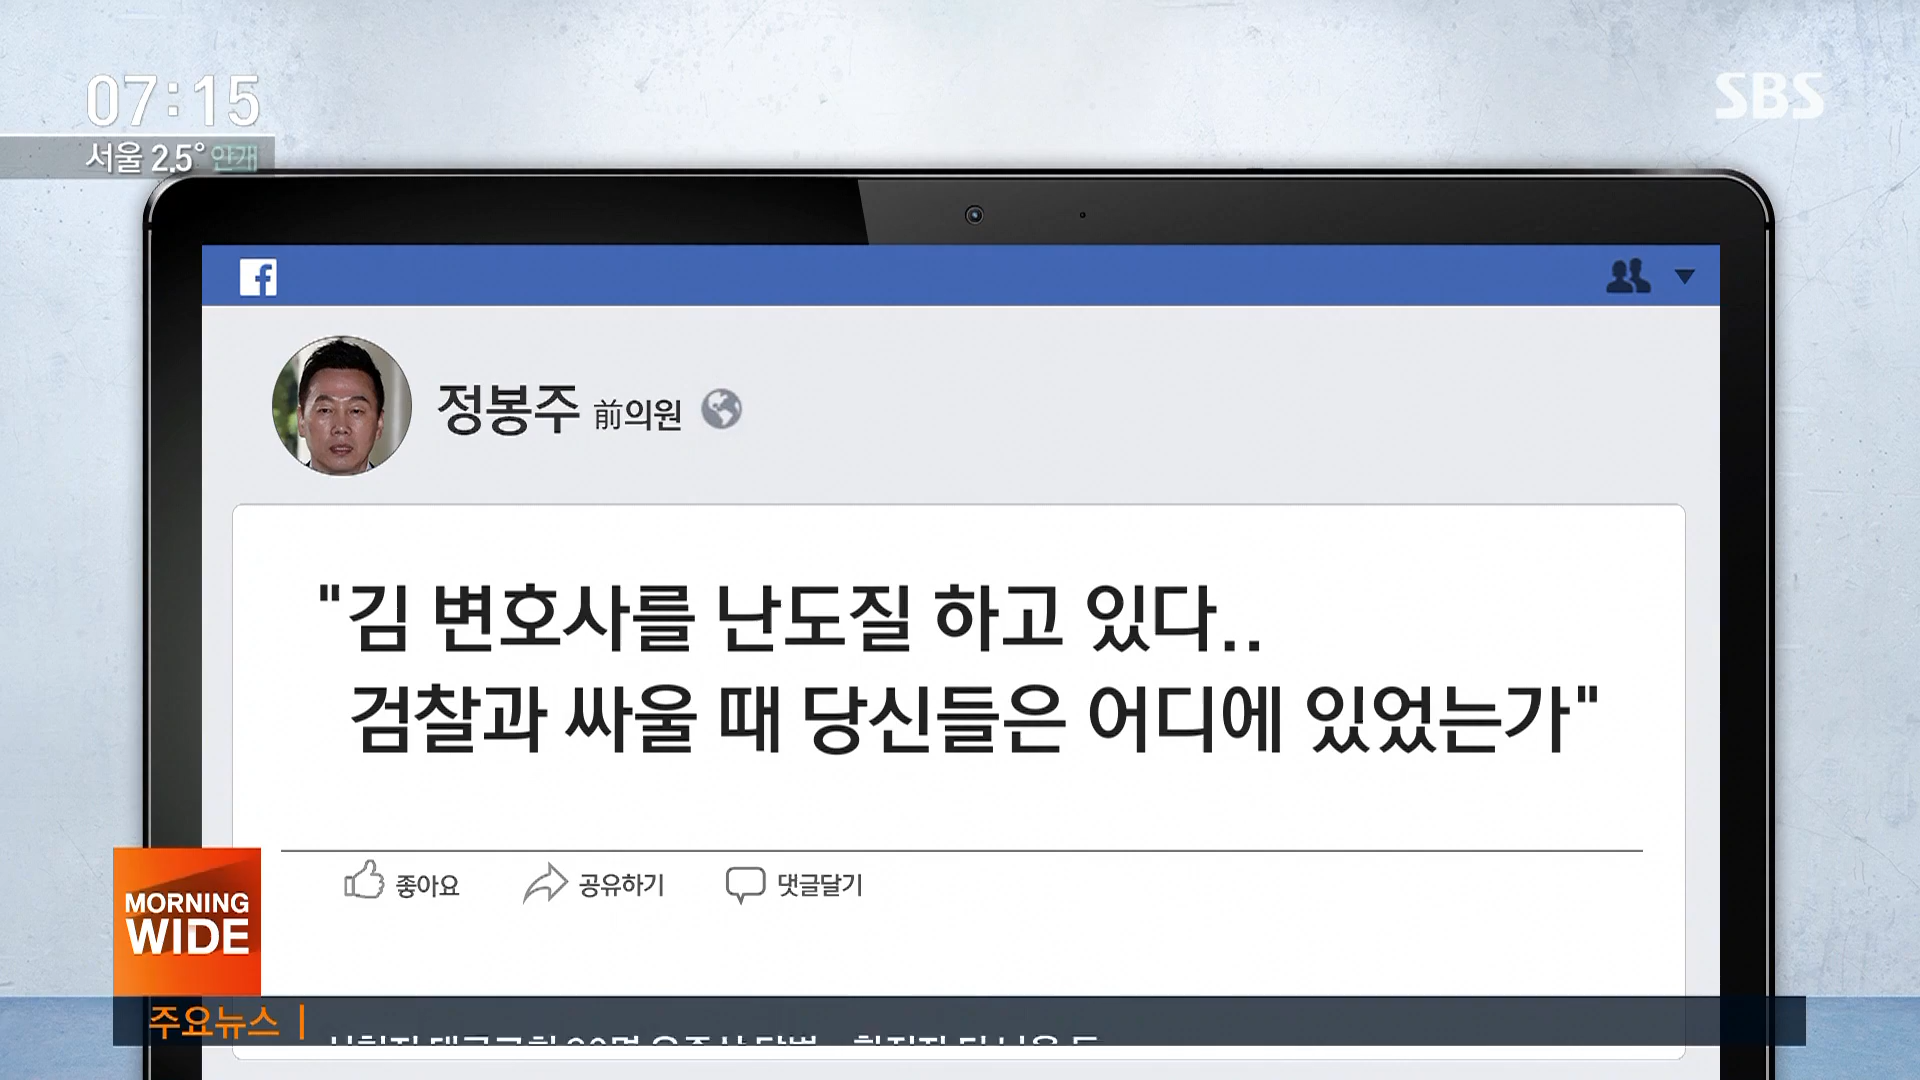 07:15
SBS
서울 2.5° 안개
정봉주 前의원
"김 변호사를 난도질 하고 있다..
검찰과 싸울 때 당신들은 어디에 있었는가"
좋아요 공유하기 댓글달기
MORNING
WIDE
주요뉴스